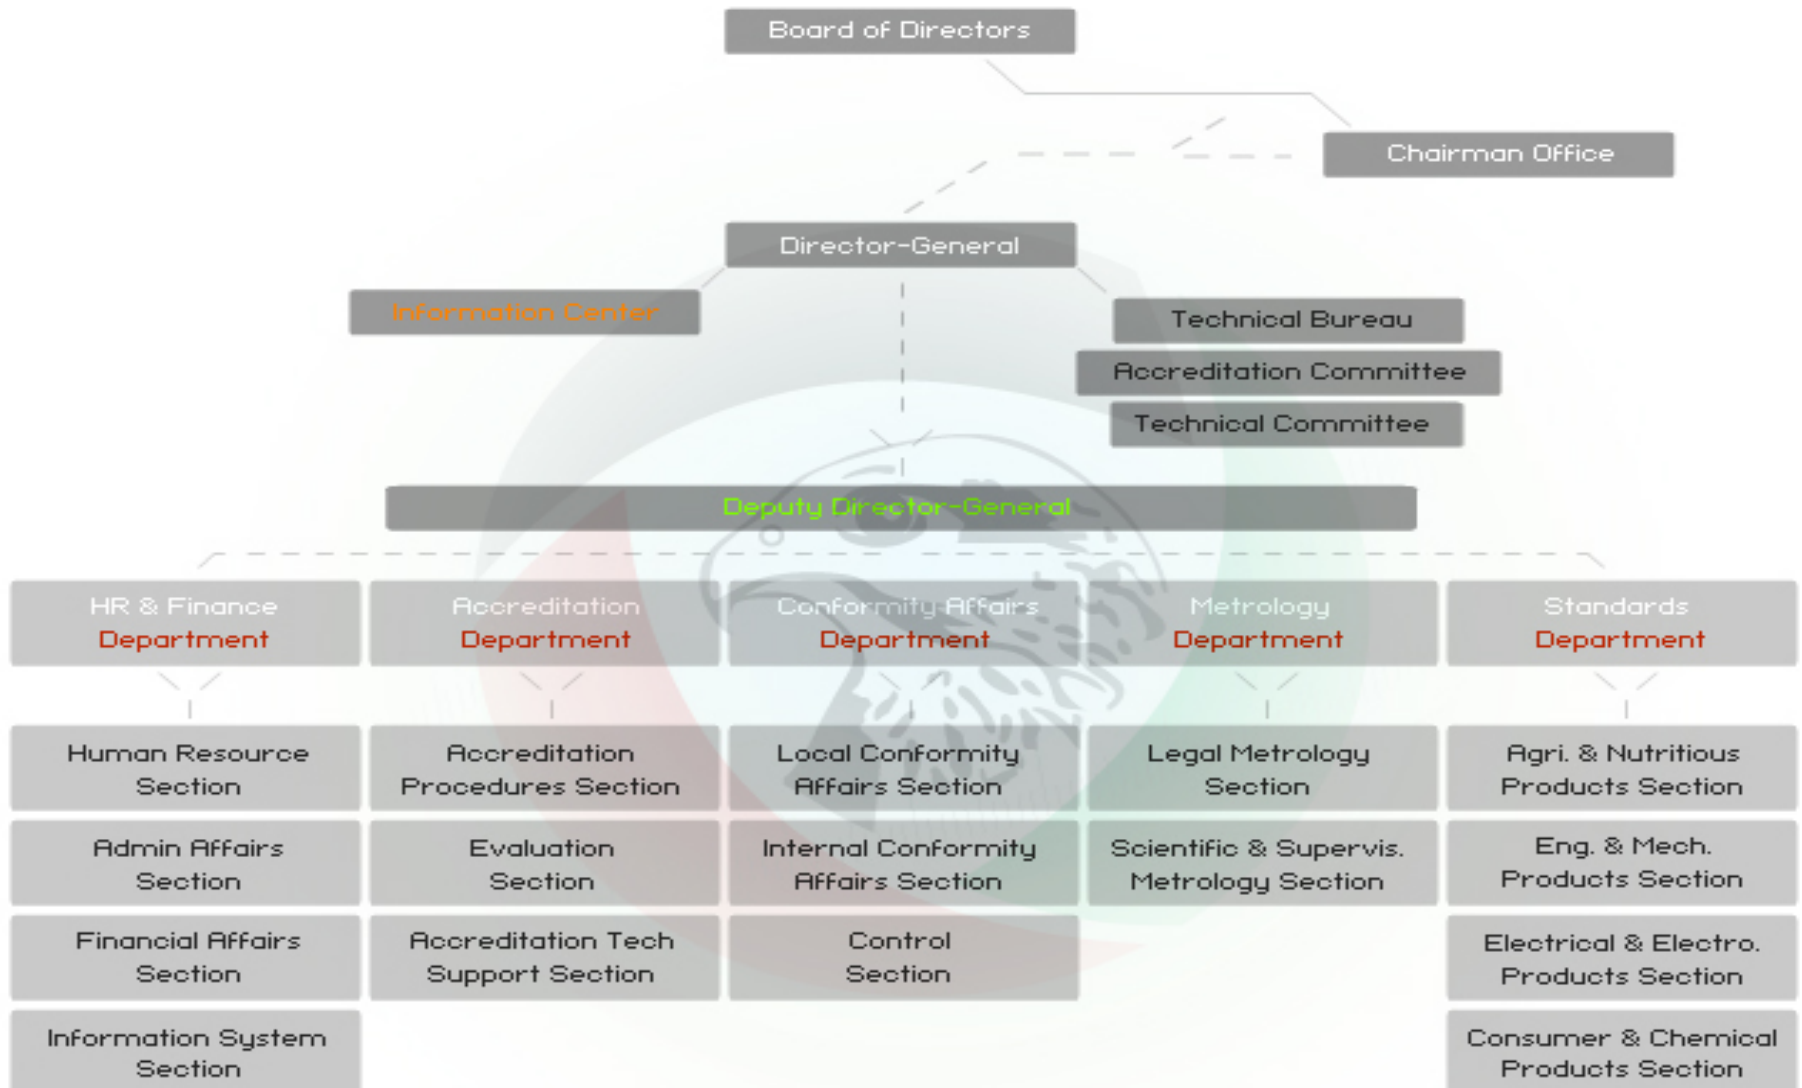 Board of Directors
Chairman Office
Director-General
Information Center
Technical Bureau
Accreditation Committee
Technical Committee
Deputy Director-General
HR & Finance
Department
Accreditation
Department
Conformity Affairs
Department
Metrology
Department
Standards
Department
Human Resource
Section
Accreditation
Procedures Section
Local Conformity
Affairs Section
Legal Metrology
Section
Agri. & Nutritious
Products Section
Admin Affairs
Section
Evaluation
Section
Internal Conformity
Affairs Section
Scientific & Supervis.
Metrology Section
Eng. & Mech.
Products Section
Financial Affairs
Section
Accreditation Tech
Support Section
Control
Section
Electrical & Electro.
Products Section
Information System
Section
Consumer & Chemical
Products Section